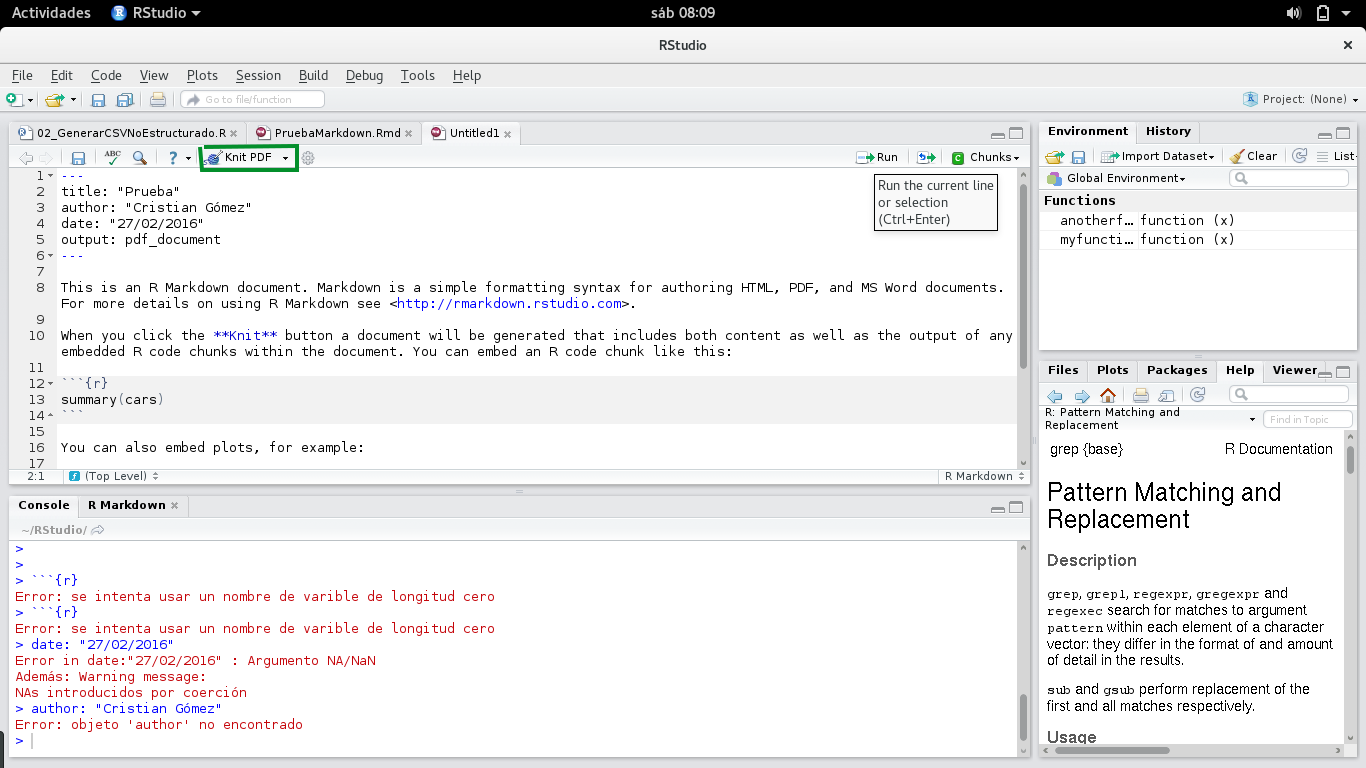 Actividades RStudio sáb 08:09
RStudio
File Edit Code View Plots Session Build Debug Tools Help
Go to file/function Project: (None)
02_GenerarCSVNoEstructurado.R PruebaMarkdown.Rmd Untitled1
ABC ? Knit PDF Run Chunks
1 ---
2 title: "Prueba"
3 author: "Cristian Gómez"
4 date: "27/02/2016"
5 output: pdf_document
6 ---
7
8 This is an R Markdown document. Markdown is a simple formatting syntax for authoring HTML, PDF, and MS Word documents.
For more details on using R Markdown see <http://rmarkdown.rstudio.com>.
9
10 When you click the **Knit** button a document will be generated that includes both content as well as the output of any
embedded R code chunks within the document. You can embed an R code chunk like this:
11
12 ```{r}
13 summary(cars)
14 ```
15
16 You can also embed plots, for example:
17
Run the current line
or selection
(Ctrl+Enter)
2:1 (Top Level) R Markdown
Console R Markdown
~/RStudio/
>
>
> ```{r}
Error: se intenta usar un nombre de varible de longitud cero
> ```{r}
Error: se intenta usar un nombre de varible de longitud cero
> date: "27/02/2016"
Error in date:"27/02/2016" : Argumento NA/NaN
Además: Warning message:
NAs introducidos por coerción
> author: "Cristian Gómez"
Error: objeto 'author' no encontrado
>
Environment History
Import Dataset Clear List
Global Environment
Functions
anotherf… function (x)
myfuncti… function (x)
Files Plots Packages Help Viewer
R: Pattern Matching and
Replacement
Find in Topic
grep {base} R Documentation
Pattern Matching and
Replacement
Description
grep, grepl, regexpr, gregexpr and
regexec search for matches to argument
pattern within each element of a character
vector: they differ in the format of and amount
of detail in the results.
sub and gsub perform replacement of the
first and all matches respectively.
Usage